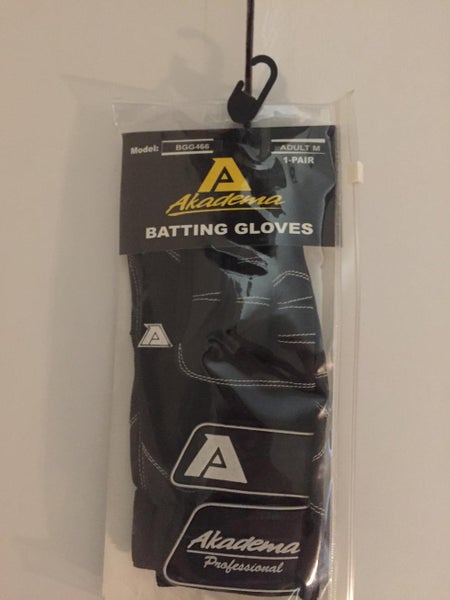 Model: BGG466 ADULT M
1-PAIR
A
Akadema
BATTING GLOVES
A
A
Akadema
Professional